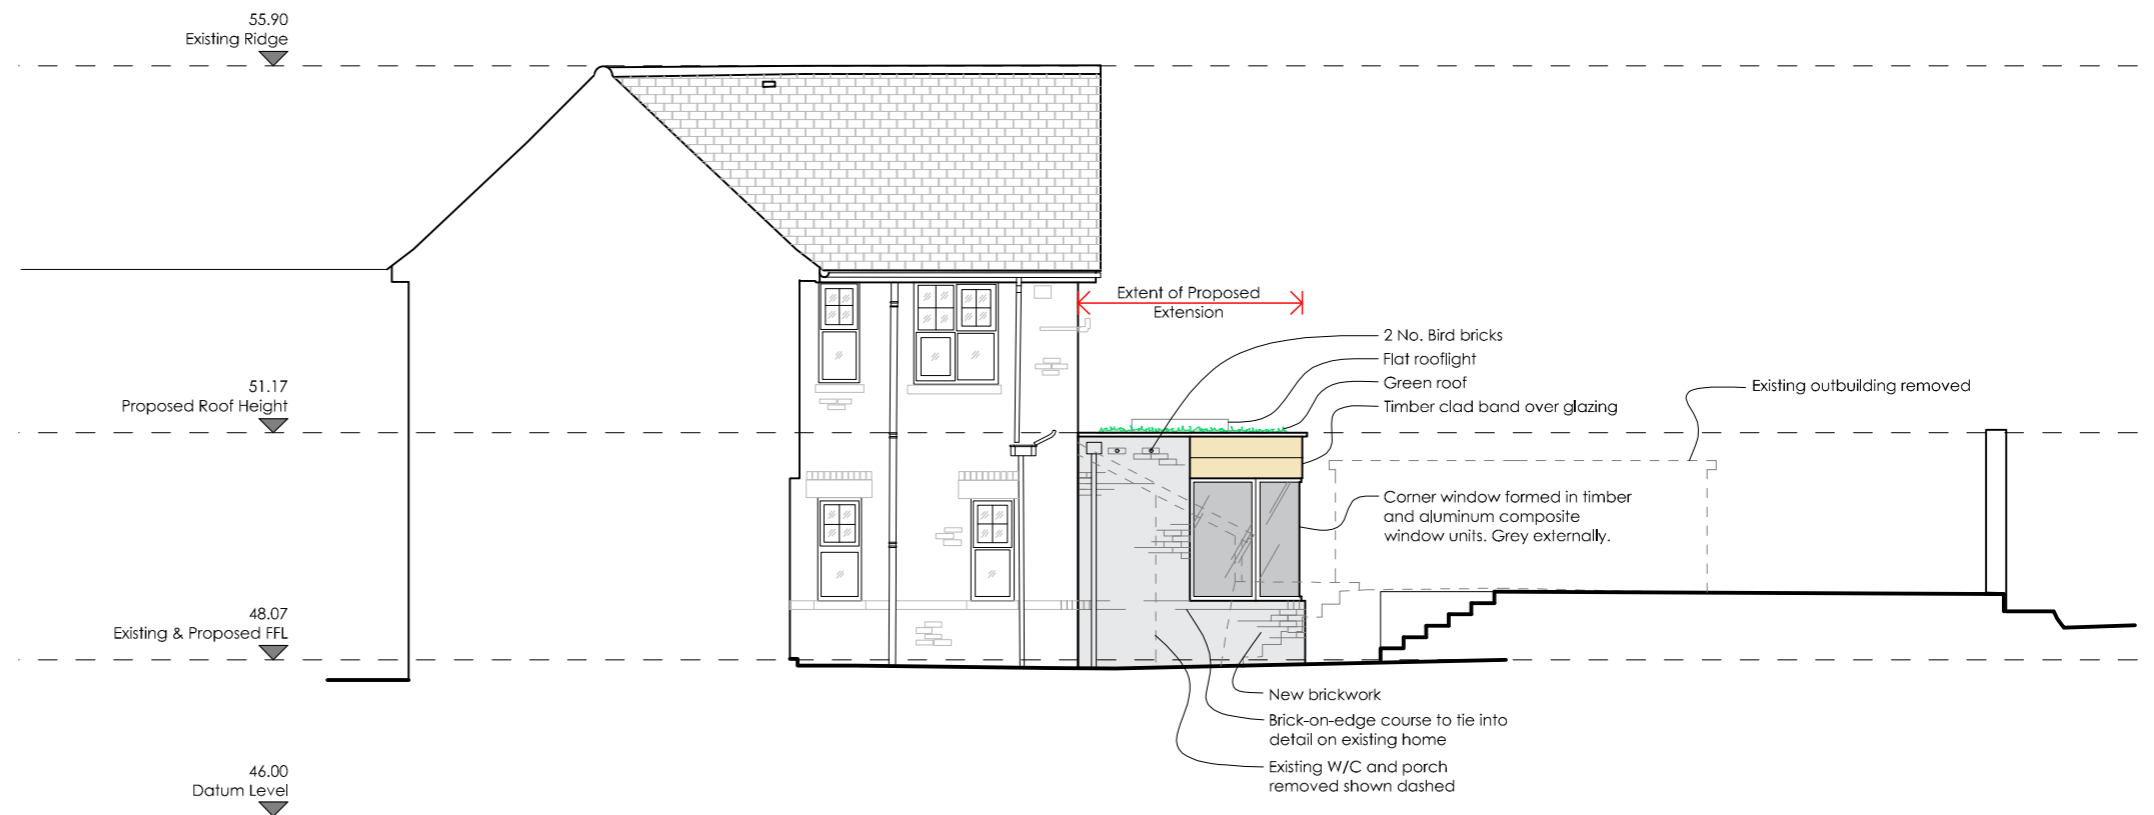 55.90
Existing Ridge
Extent of Proposed
Extension
2 No. Bird bricks
Flat rooflight
Green roof
Timber clad band over glazing
Existing outbuilding removed
51.17
Proposed Roof Height
Corner window formed in timber
and aluminum composite
window units. Grey externally.
48.07
Existing & Proposed FFL
New brickwork
Brick-on-edge course to tie into
detail on existing home
Existing W/C and porch
removed shown dashed
46.00
Datum Level